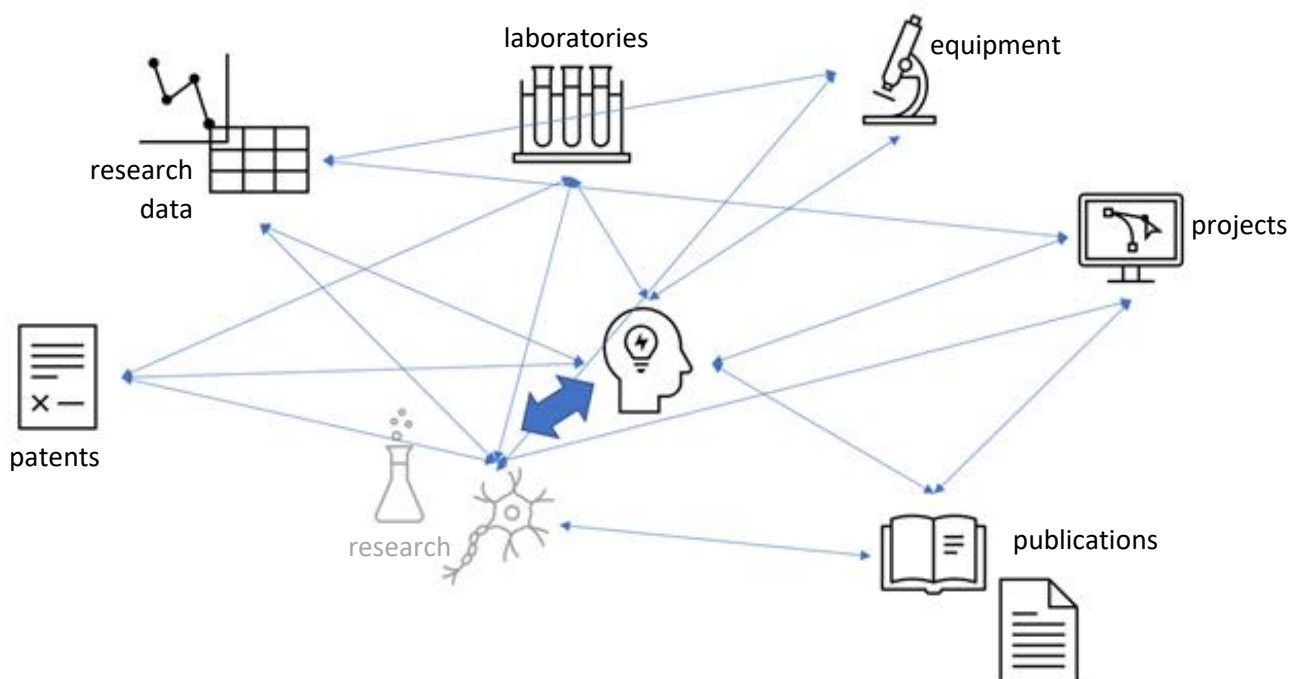 laboratories
equipment
research
data
projects
patents
research
publications